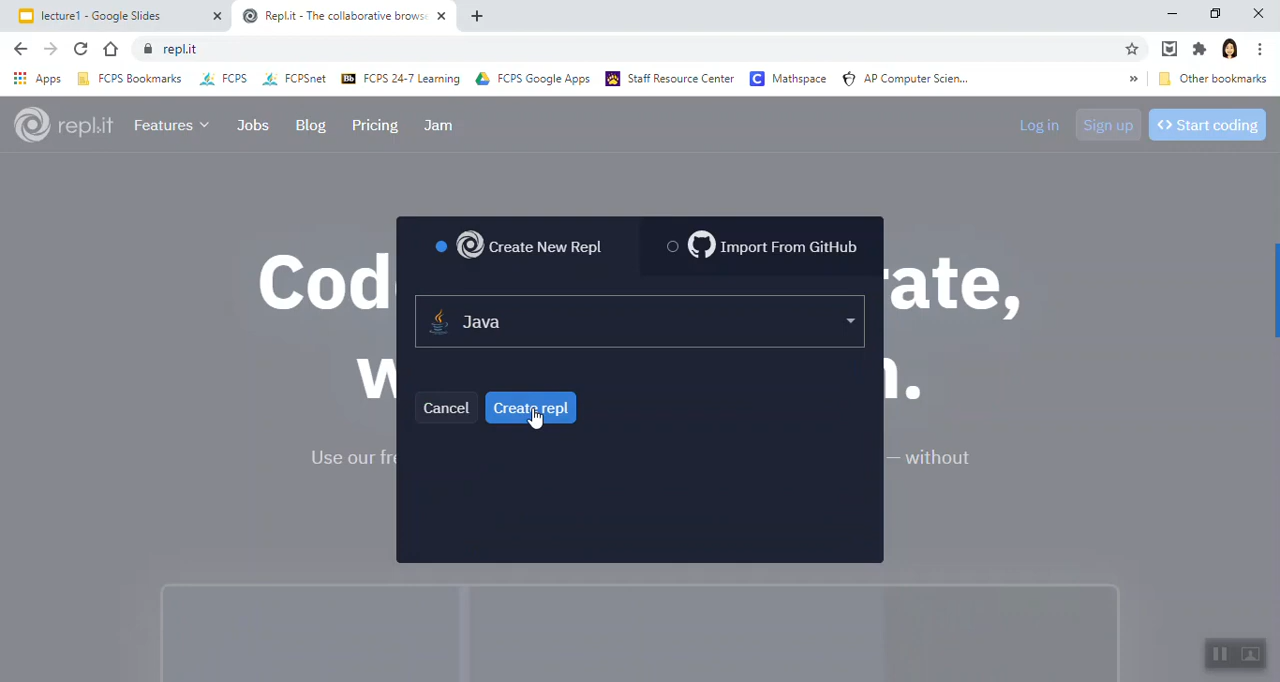 lecture1 - Google Slides
Repl.it - The collaborative browse
repl.it
Apps
FCPS Bookmarks
FCPS
FCPSnet
Bb
FCPS 24-7 Learning
FCPS Google Apps
Staff Resource Center
C
Mathspace
AP Computer Scien...
»
Other bookmarks
repl.it
Features
Jobs
Blog
Pricing
Jam
Log in
Sign up
<> Start coding
Create New Repl
Import From GitHub
Java
Cancel
Create repl
Cod
ate,
w
n.
Use our fre
— without